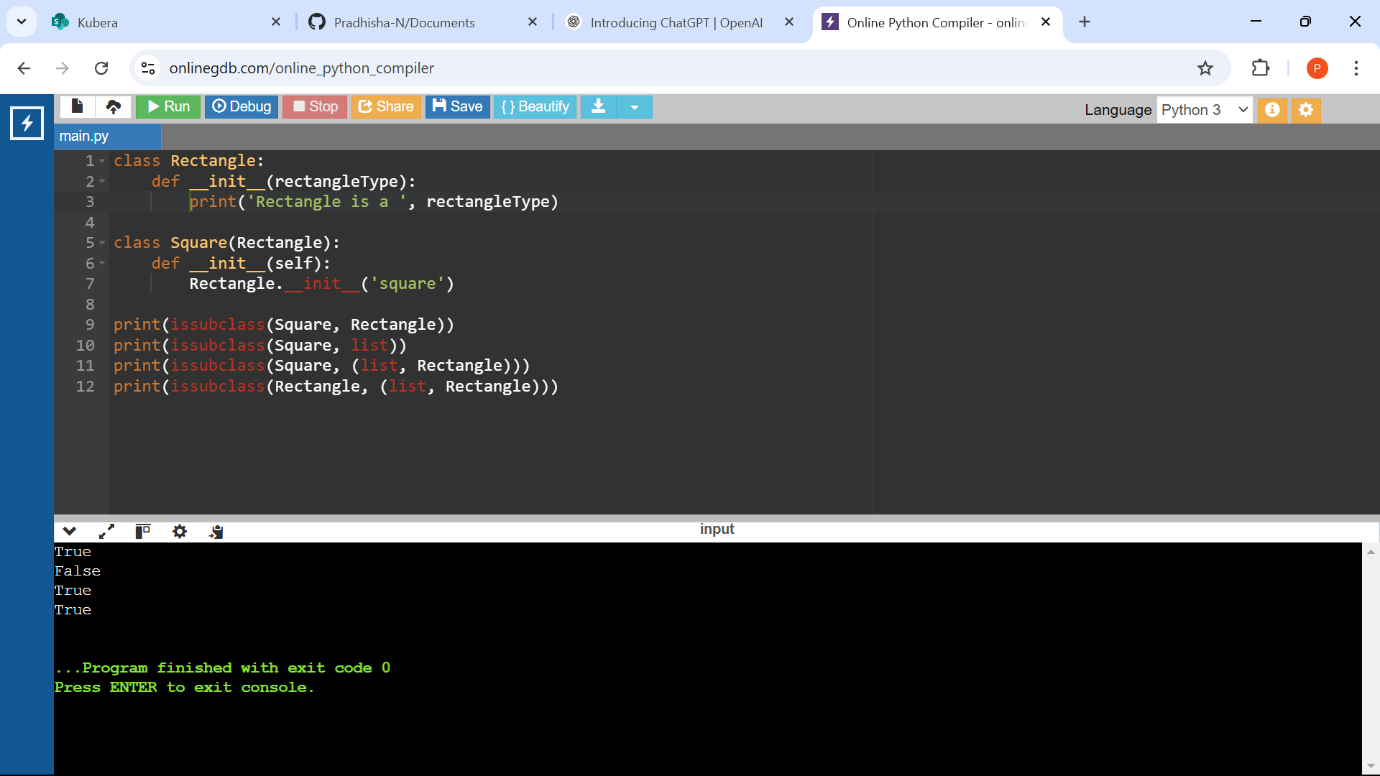 Kubera
Pradhisha-N/Documents
Introducing ChatGPT | OpenAI
Online Python Compiler - onlin
onlinegdb.com/online_python_compiler
P
Run
Debug
Stop
Share
Save
{ } Beautify
Language
Python 3
main.py
1 class Rectangle:
2     def __init__(rectangleType):
3         print('Rectangle is a ', rectangleType)
4
5 class Square(Rectangle):
6     def __init__(self):
7         Rectangle.__init__('square')
8
9 print(issubclass(Square, Rectangle))
10 print(issubclass(Square, list))
11 print(issubclass(Square, (list, Rectangle)))
12 print(issubclass(Rectangle, (list, Rectangle)))
input
True
False
True
True
...Program finished with exit code 0
Press ENTER to exit console.